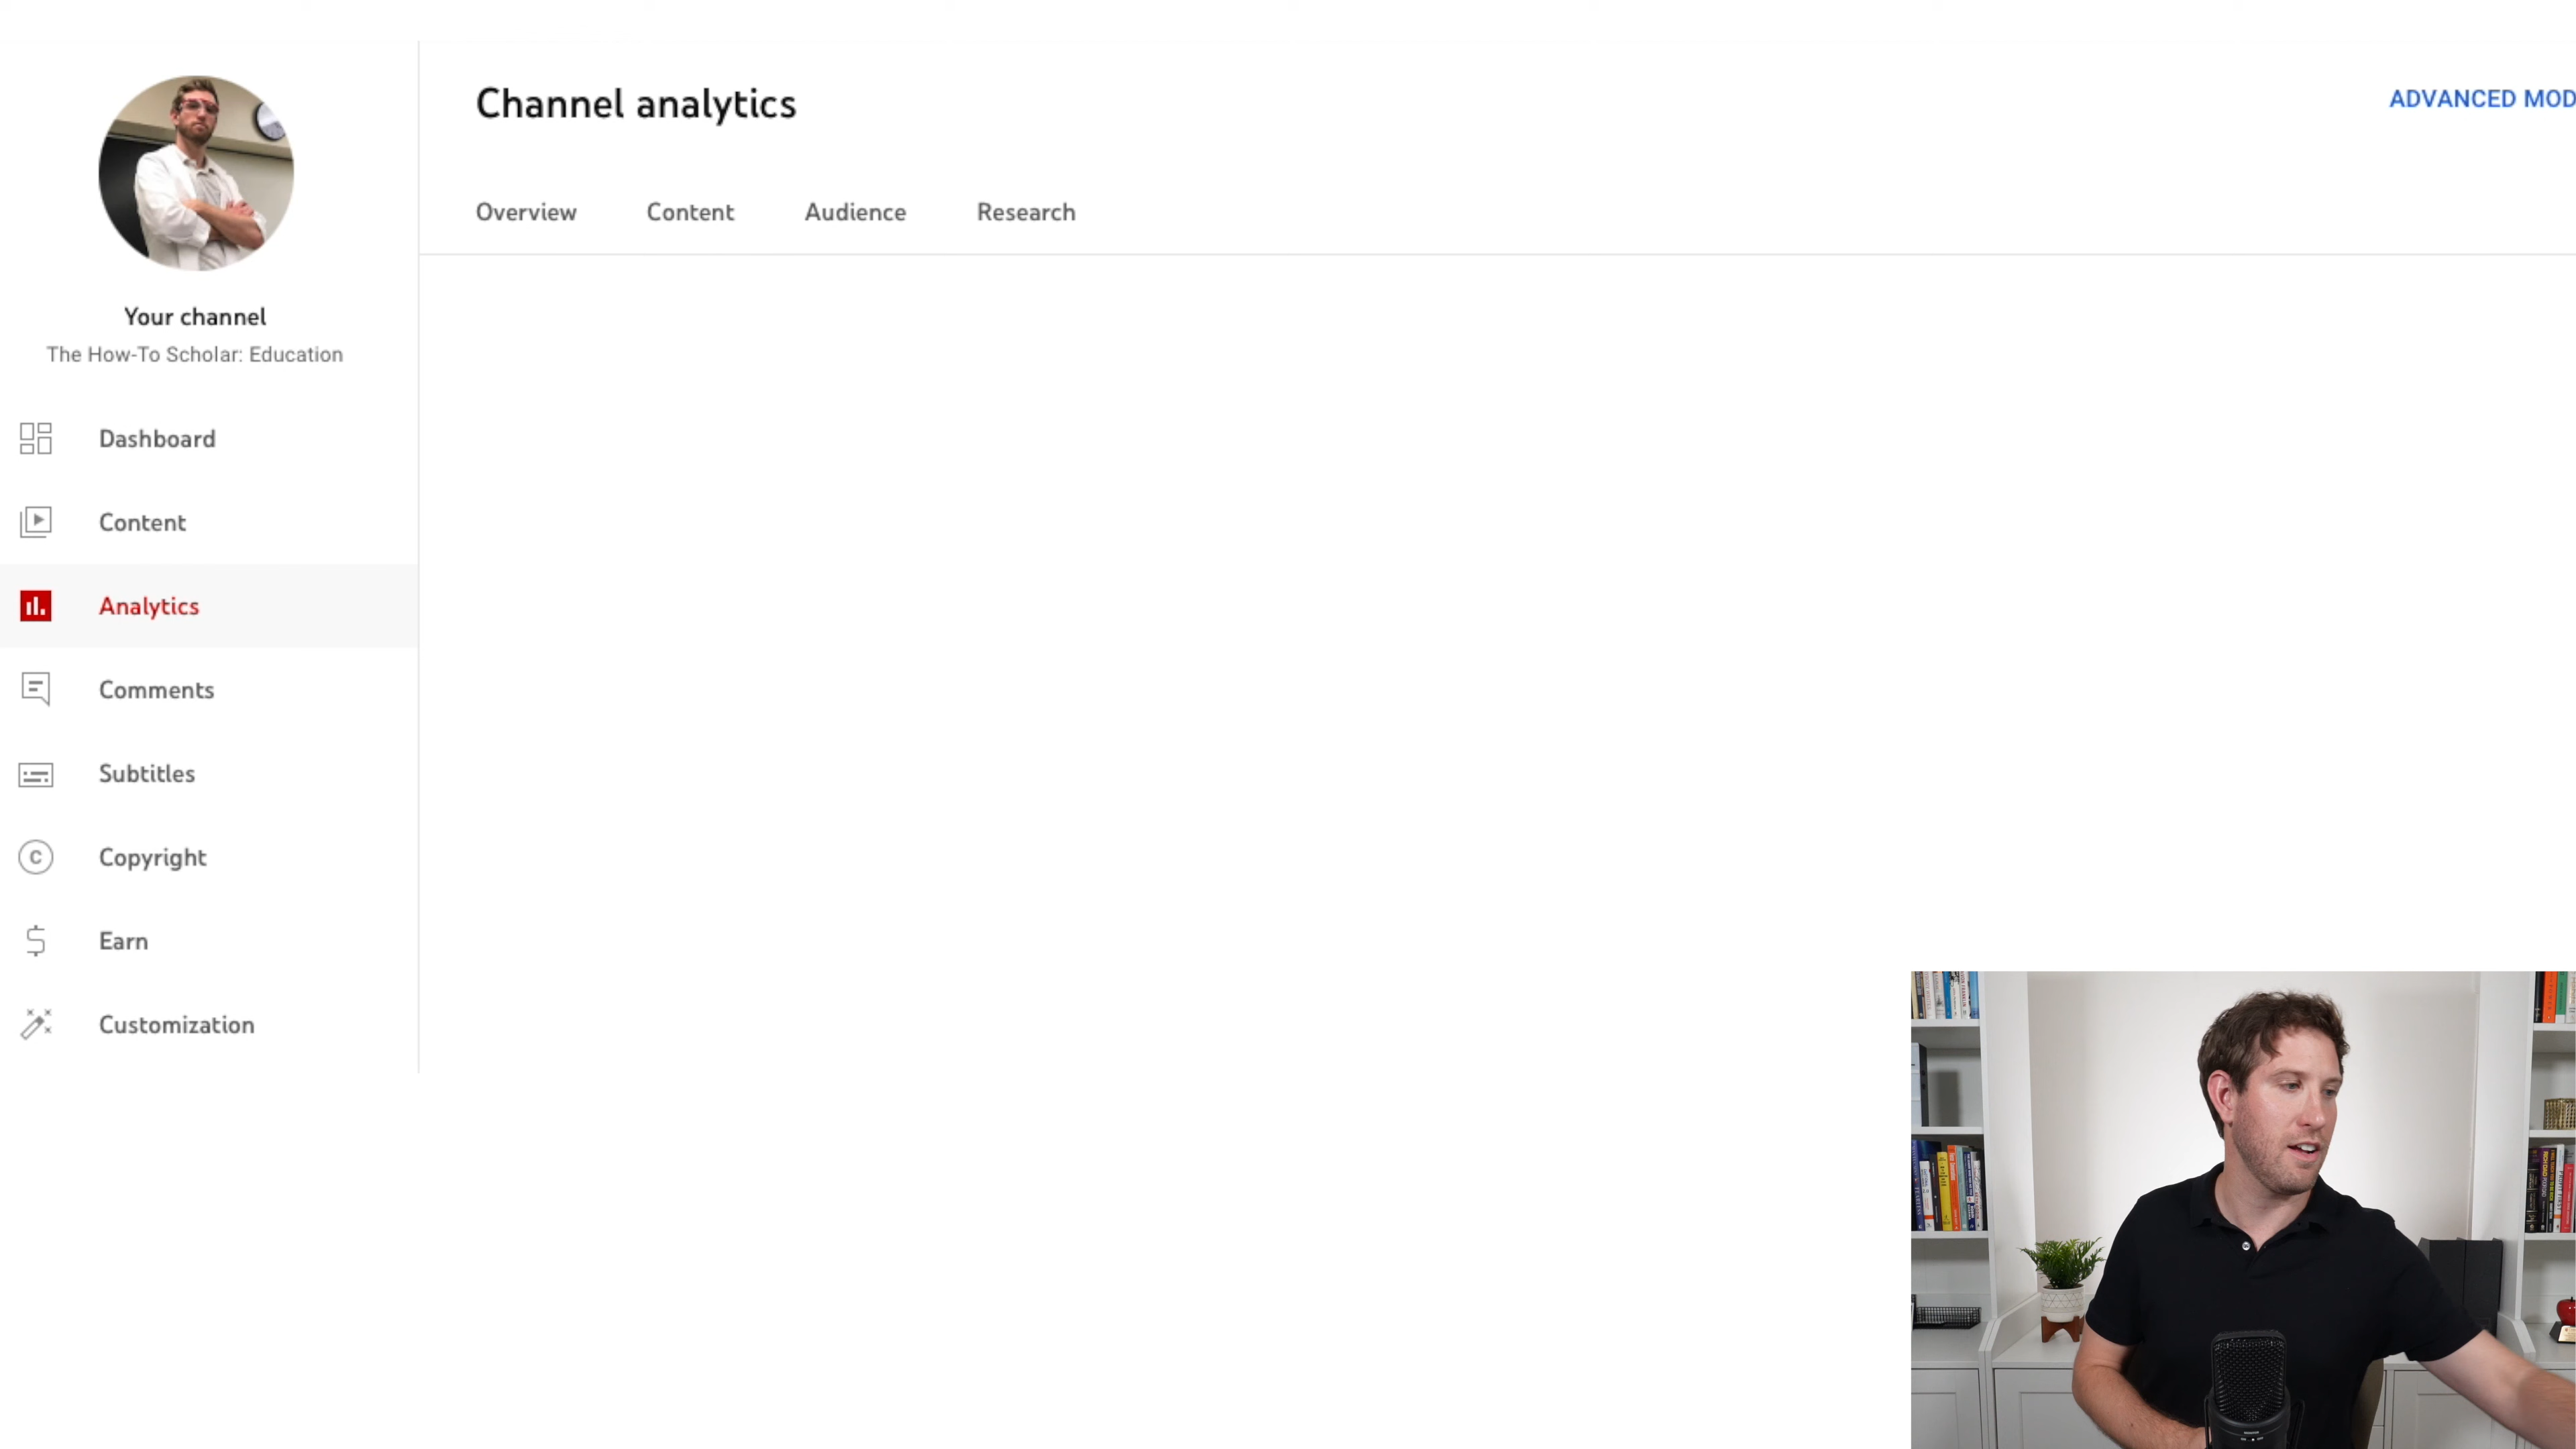 Channel analytics
ADVANCED MOD
Overview Content Audience Research
Your channel
The How-To Scholar: Education
Dashboard
Content
Analytics
Comments
Subtitles
Copyright
Earn
Customization